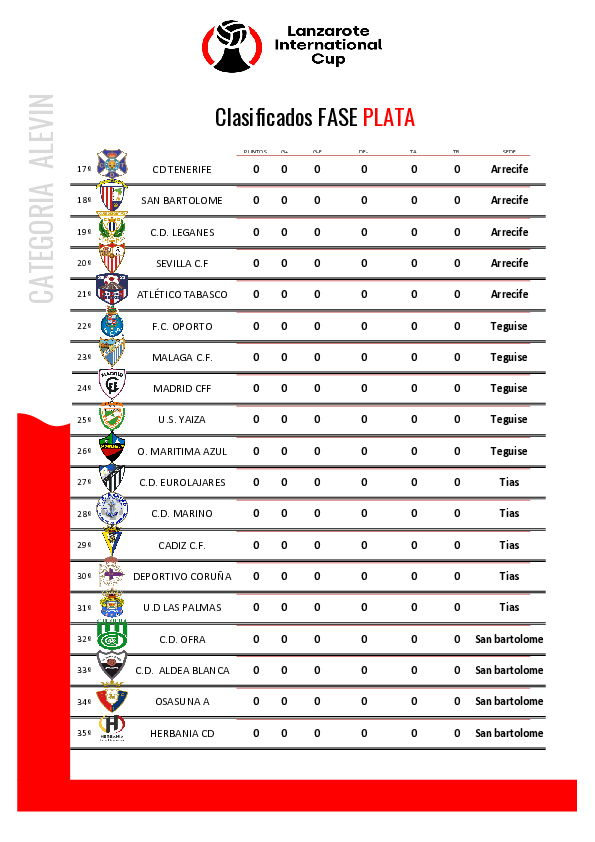 Lanzarote
International
Cup
Clasificados FASE PLATA
CATEGORIA ALEVIN
PUNTOS G+ G-E DE- TA TR SEDE
17º CD TENERIFE 0 0 0 0 0 0 Arrecife
18º SAN BARTOLOME 0 0 0 0 0 0 Arrecife
19º C.D. LEGANES 0 0 0 0 0 0 Arrecife
20º SEVILLA C.F 0 0 0 0 0 0 Arrecife
21º ATLÉTICO TABASCO 0 0 0 0 0 0 Arrecife
22º F.C. OPORTO 0 0 0 0 0 0 Teguise
23º MALAGA C.F. 0 0 0 0 0 0 Teguise
24º MADRID CFF 0 0 0 0 0 0 Teguise
25º U.S. YAIZA 0 0 0 0 0 0 Teguise
26º O. MARITIMA AZUL 0 0 0 0 0 0 Teguise
27º C.D. EUROLAJARES 0 0 0 0 0 0 Tias
28º C.D. MARINO 0 0 0 0 0 0 Tias
29º CADIZ C.F. 0 0 0 0 0 0 Tias
30º DEPORTIVO CORUÑA 0 0 0 0 0 0 Tias
31º U.D LAS PALMAS 0 0 0 0 0 0 Tias
32º C.D. OFRA 0 0 0 0 0 0 San bartolome
33º C.D. ALDEA BLANCA 0 0 0 0 0 0 San bartolome
34º OSASUNA A 0 0 0 0 0 0 San bartolome
35º HERBANIA CD 0 0 0 0 0 0 San bartolome